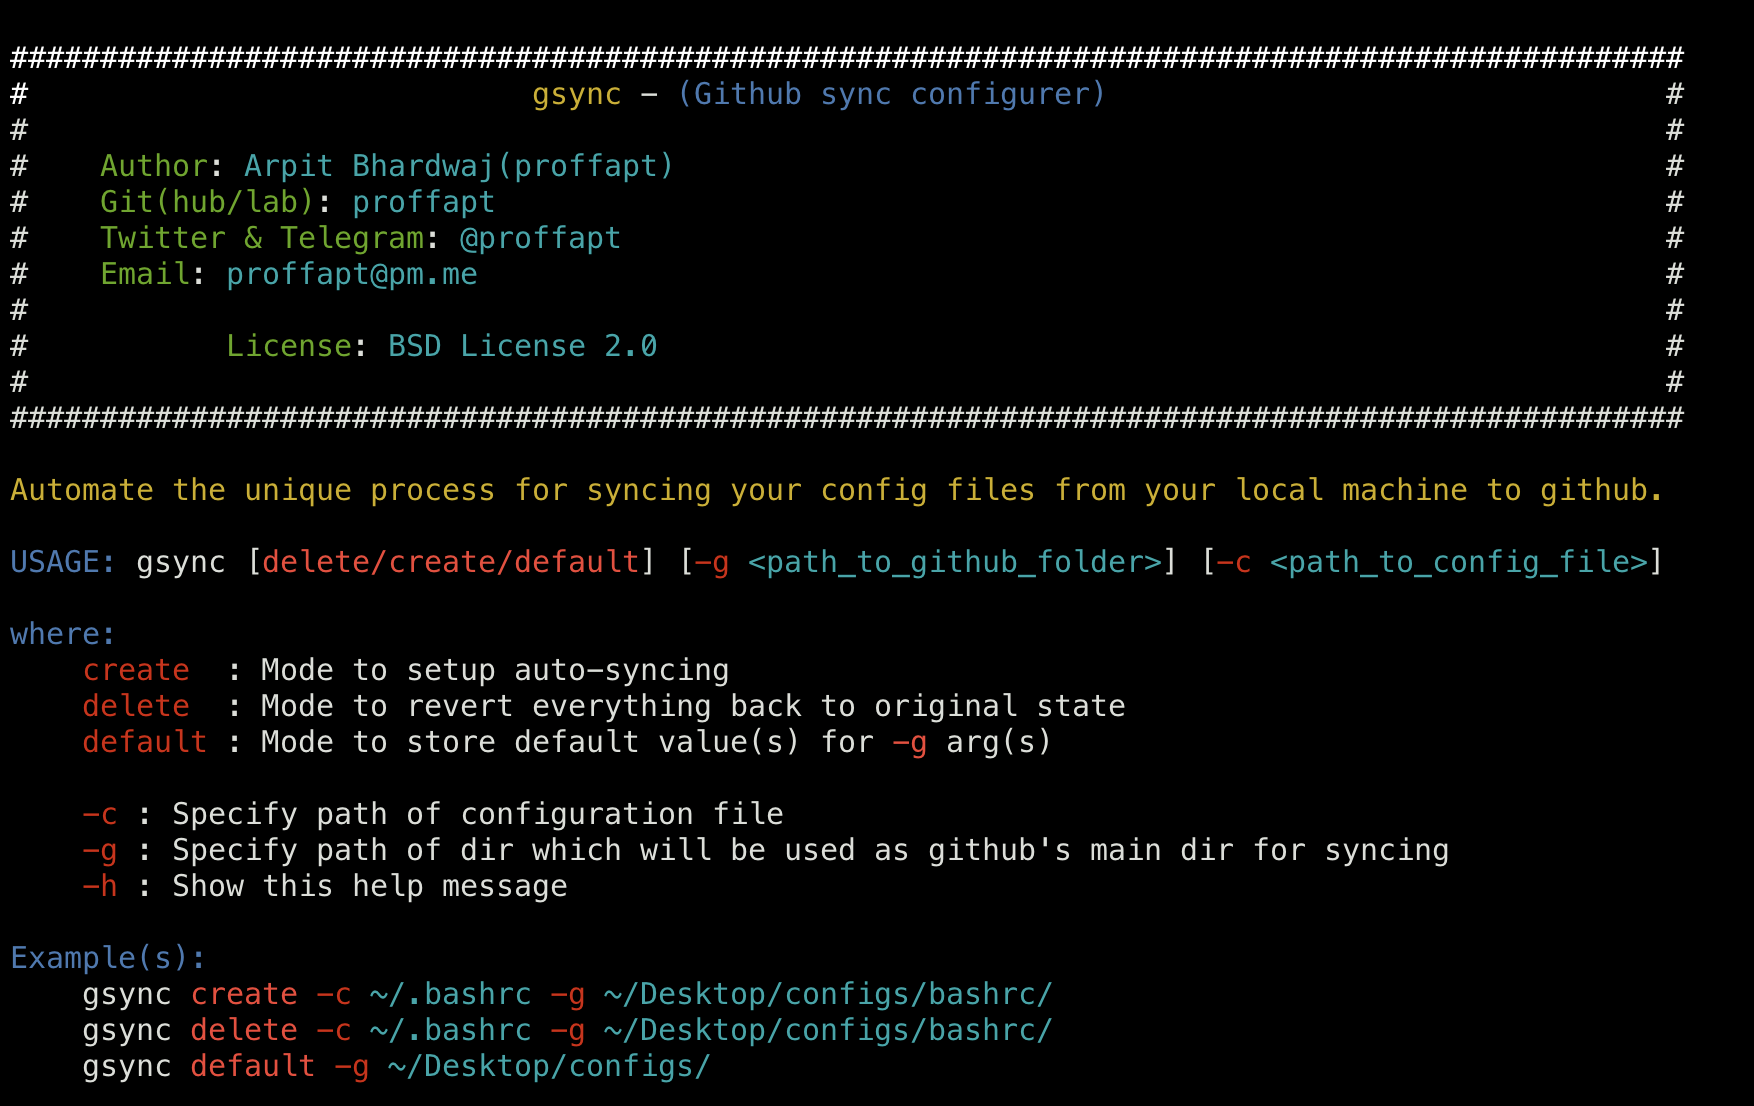 #############################################################################################
#                            gsync - (Github sync configurer)                               #
#                                                                                           #
#    Author: Arpit Bhardwaj(proffapt)                                                       #
#    Git(hub/lab): proffapt                                                                 #
#    Twitter & Telegram: @proffapt                                                          #
#    Email: proffapt@pm.me                                                                  #
#                                                                                           #
#           License: BSD License 2.0                                                        #
#                                                                                           #
#############################################################################################
Automate the unique process for syncing your config files from your local machine to github.
USAGE: gsync [delete/create/default] [-g <path_to_github_folder>] [-c <path_to_config_file>]
where:
    create  : Mode to setup auto-syncing
    delete  : Mode to revert everything back to original state
    default : Mode to store default value(s) for -g arg(s)
    -c : Specify path of configuration file
    -g : Specify path of dir which will be used as github's main dir for syncing
    -h : Show this help message
Example(s):
    gsync create -c ~/.bashrc -g ~/Desktop/configs/bashrc/
    gsync delete -c ~/.bashrc -g ~/Desktop/configs/bashrc/
    gsync default -g ~/Desktop/configs/